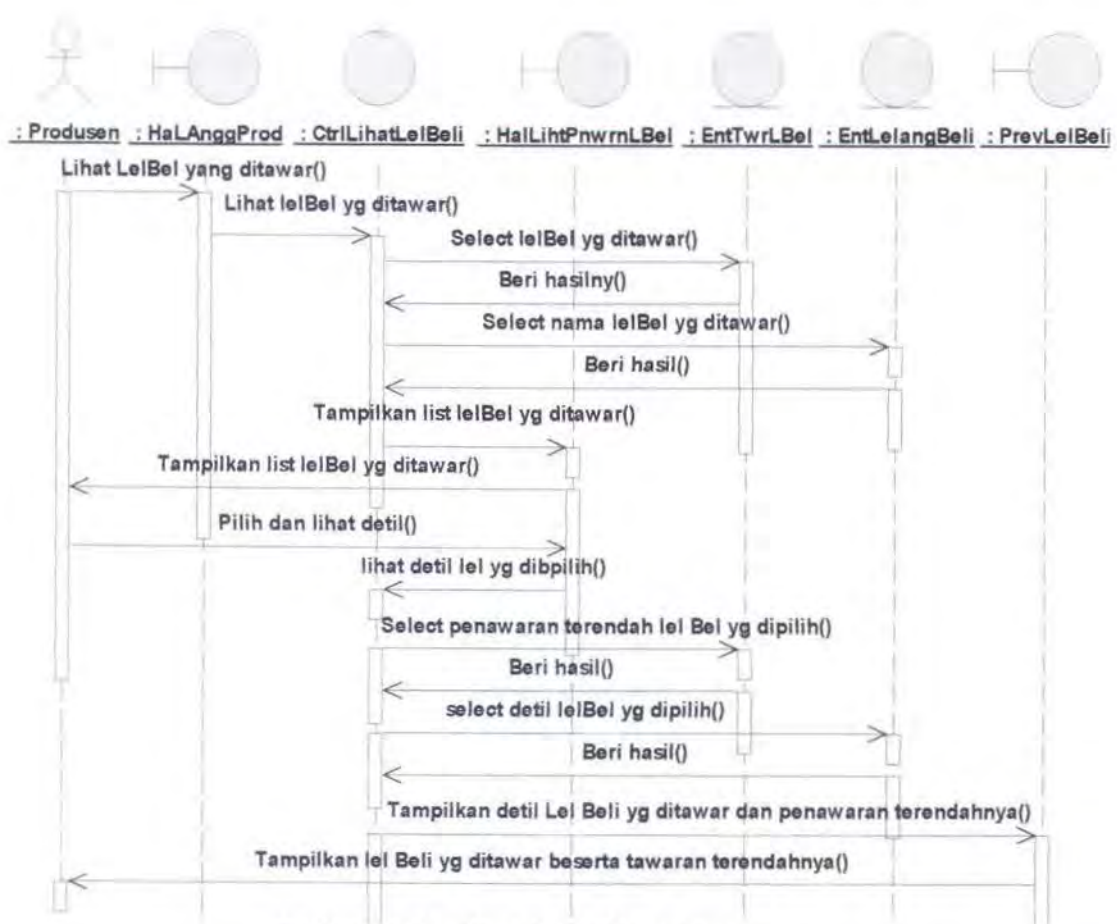 : Produsen : HaLAnggProd : CtrlLihatLelBeli : HalLihtPnwrnLBel : EntTwrLBel : EntLelangBeli : PrevLelBeli
Lihat LelBel yang ditawar()
Lihat lelBel yg ditawar()
Select lelBel yg ditawar()
Beri hasilny()
Select nama lelBel yg ditawar()
Beri hasil()
Tampilkan list lelBel yg ditawar()
Tampilkan list lelBel yg ditawar()
Pilih dan lihat detil()
lihat detil lel yg dibpilih()
Select penawaran terendah lel Bel yg dipilih()
Beri hasil()
select detil lelBel yg dipilih()
Beri hasil()
Tampilkan detil Lel Beli yg ditawar dan penawaran terendahnya()
Tampilkan lel Beli yg ditawar beserta tawaran terendahnya()